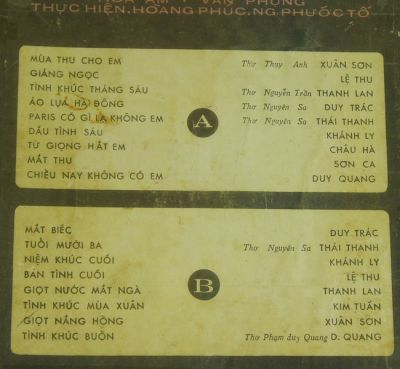 HÒA ÂM : VĂN PHỤNG
THỰC HIỆN. HOÀNG PHÚC. NG. PHƯỚC TỐ
MÙA THU CHO EM Thơ Thụy Anh XUÂN SƠN
GIÁNG NGỌC LỆ THU
TÌNH KHÚC THÁNG SÁU Thơ Nguyễn Trần THANH LAN
ÁO LỤA HÀ ĐÔNG Thơ Nguyên Sa DUY TRÁC
PARIS CÓ GÌ LẠ KHÔNG EM Thơ Nguyên Sa THÁI THANH
DẤU TÌNH SẦU KHÁNH LY
TỪ GIỌNG HÁT EM CHÂU HÀ
MẮT THU SƠN CA
CHIỀU NAY KHÔNG CÓ EM DUY QUANG
A
MẮT BIẾC DUY TRÁC
TUỔI MƯỜI BA Thơ Nguyên Sa THÁI THANH
NIỆM KHÚC CUỐI KHÁNH LY
BẢN TÌNH CUỐI LỆ THU
GIỌT NƯỚC MẮT NGÀ THANH LAN
TÌNH KHÚC MÙA XUÂN KIM TUẤN
GIỌT NẮNG HỒNG XUÂN SƠN
TÌNH KHÚC BUỒN Thơ Phạm duy Quang D. QUANG
B